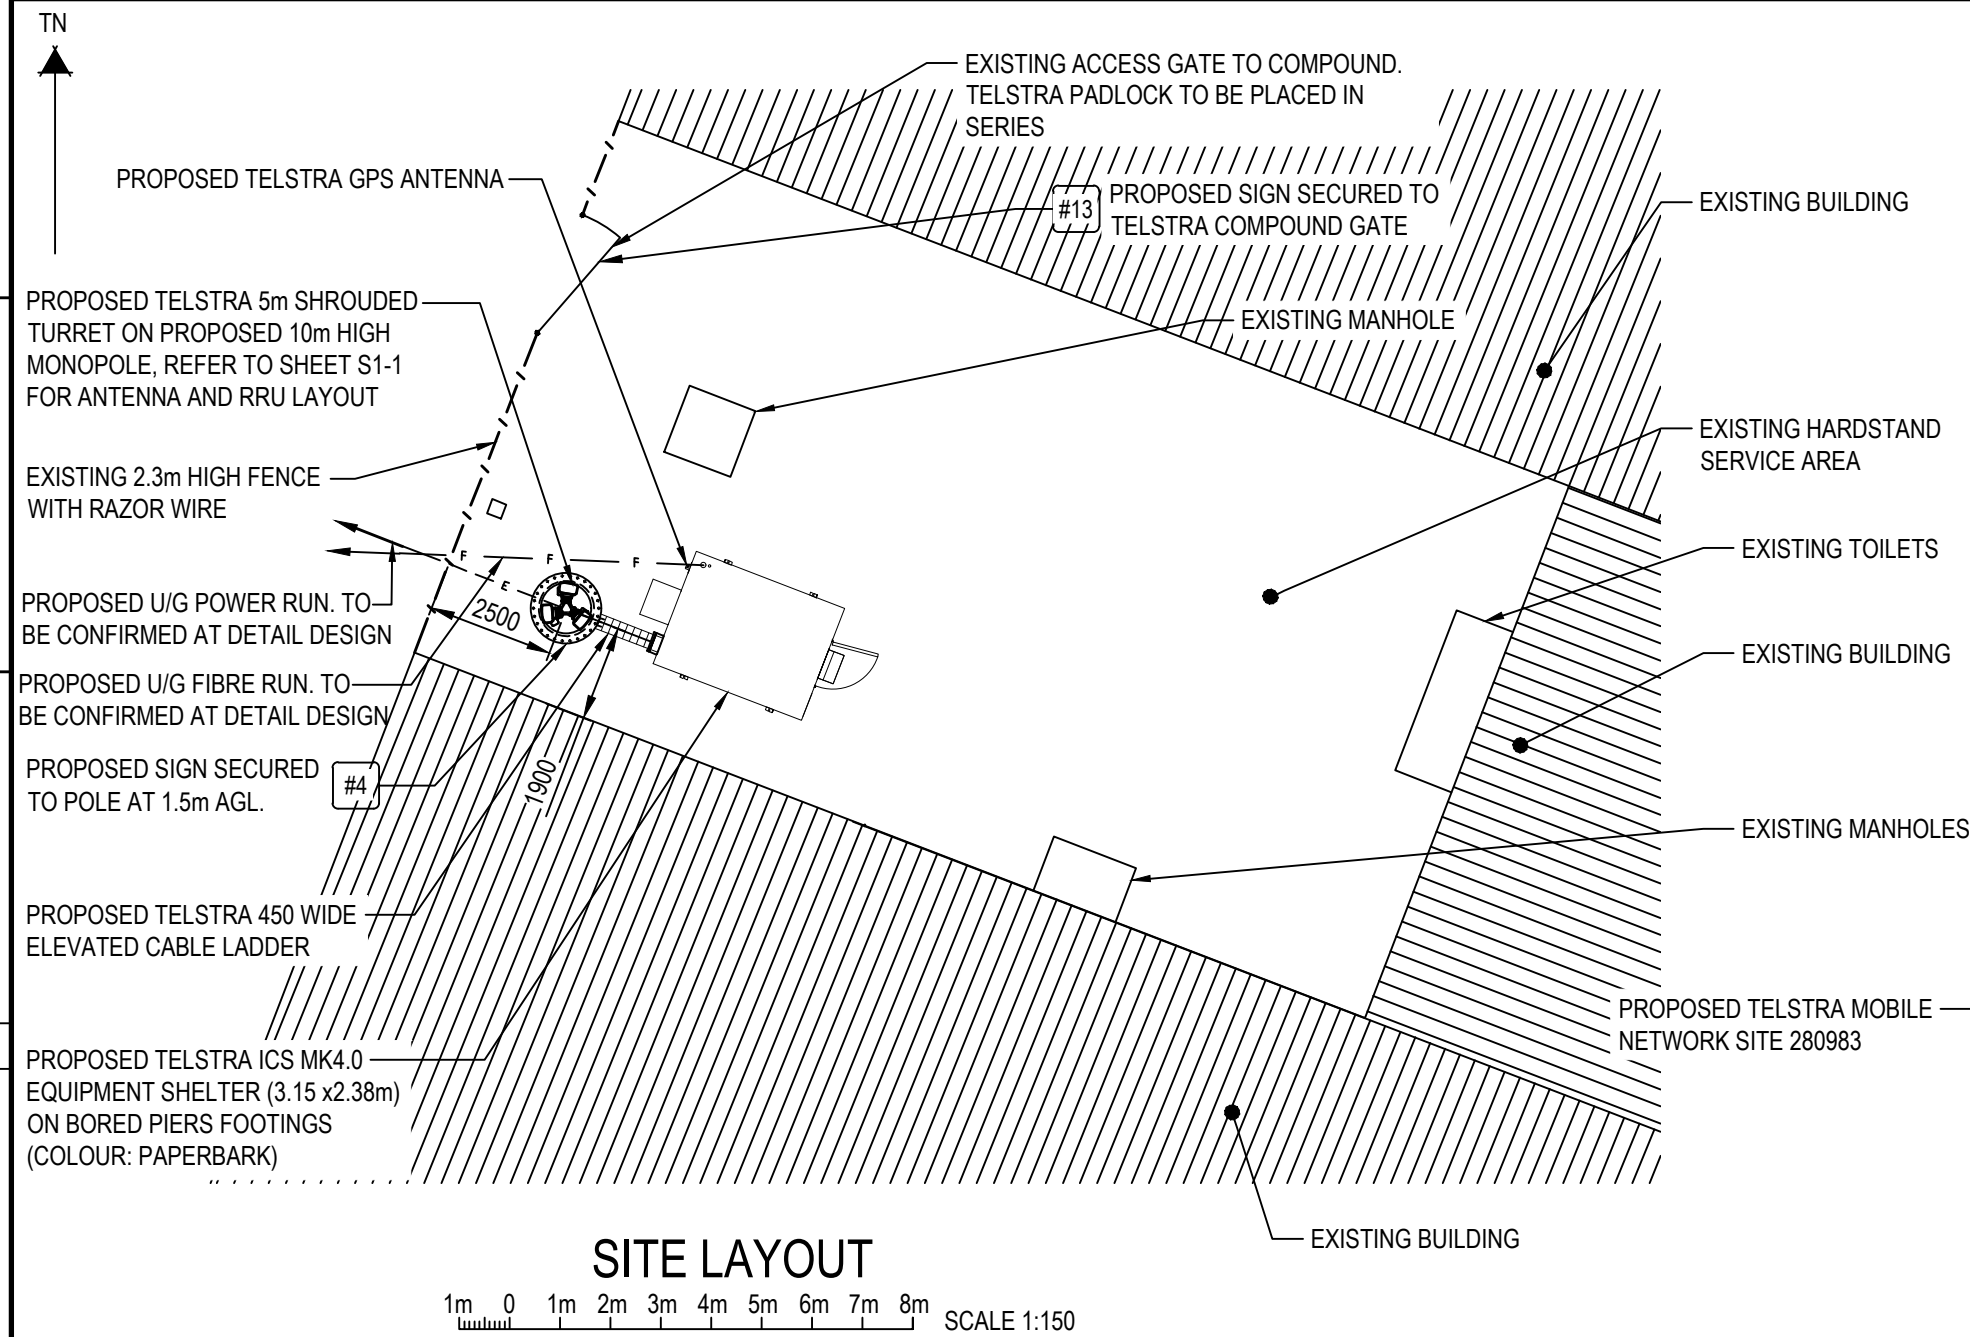 TN
EXISTING ACCESS GATE TO COMPOUND.
TELSTRA PADLOCK TO BE PLACED IN
SERIES
PROPOSED TELSTRA GPS ANTENNA
#13
PROPOSED SIGN SECURED TO
TELSTRA COMPOUND GATE
EXISTING BUILDING
PROPOSED TELSTRA 5m SHROUDED
TURRET ON PROPOSED 10m HIGH
MONOPOLE, REFER TO SHEET S1-1
FOR ANTENNA AND RRU LAYOUT
EXISTING MANHOLE
EXISTING HARDSTAND
SERVICE AREA
EXISTING 2.3m HIGH FENCE
WITH RAZOR WIRE
EXISTING TOILETS
F
F
F
E
PROPOSED U/G POWER RUN. TO
BE CONFIRMED AT DETAIL DESIGN
2500
EXISTING BUILDING
PROPOSED U/G FIBRE RUN. TO
BE CONFIRMED AT DETAIL DESIGN
PROPOSED SIGN SECURED
TO POLE AT 1.5m AGL.
#4
1900
EXISTING MANHOLES
PROPOSED TELSTRA 450 WIDE
ELEVATED CABLE LADDER
PROPOSED TELSTRA MOBILE
NETWORK SITE 280983
PROPOSED TELSTRA ICS MK4.0
EQUIPMENT SHELTER (3.15 x2.38m)
ON BORED PIERS FOOTINGS
(COLOUR: PAPERBARK)
EXISTING BUILDING
SITE LAYOUT
1m 0 1m 2m 3m 4m 5m 6m 7m 8m
SCALE 1:150